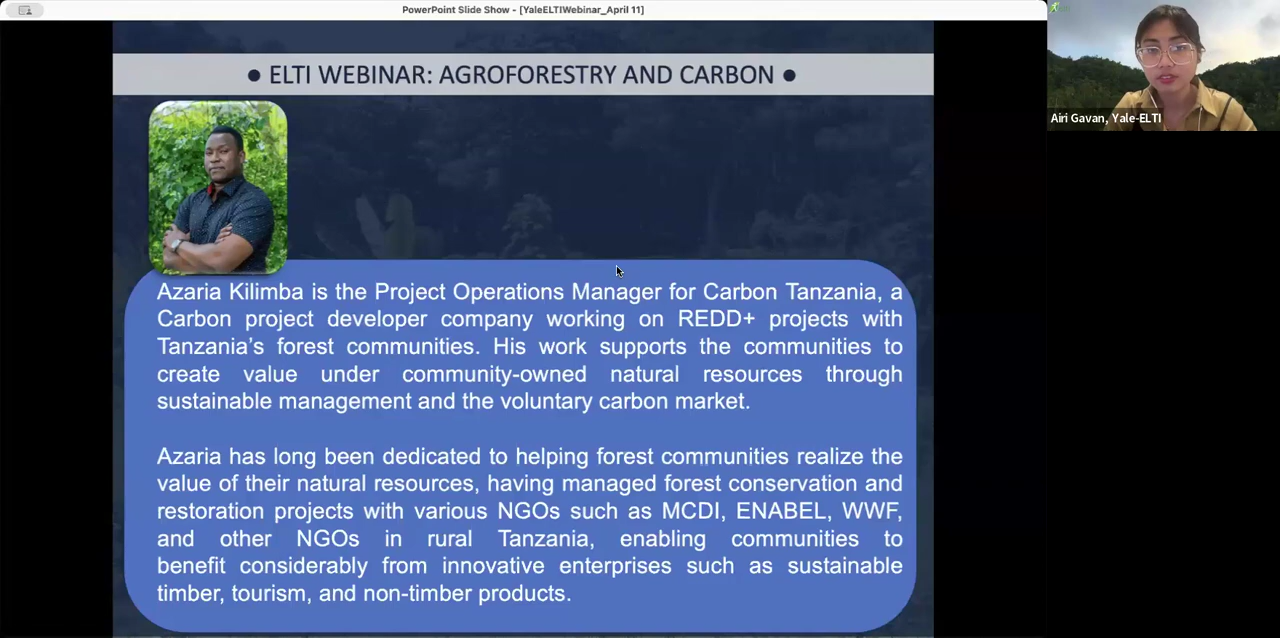 PowerPoint Slide Show - [YaleELTIWebinar_April 11]
● ELTI WEBINAR: AGROFORESTRY AND CARBON ●
Airi Gavan, Yale-ELTI
Azaria Kilimba is the Project Operations Manager for Carbon Tanzania, a
Carbon project developer company working on REDD+ projects with
Tanzania’s forest communities. His work supports the communities to
create value under community-owned natural resources through
sustainable management and the voluntary carbon market.
Azaria has long been dedicated to helping forest communities realize the
value of their natural resources, having managed forest conservation and
restoration projects with various NGOs such as MCDI, ENABEL, WWF,
and other NGOs in rural Tanzania, enabling communities to
benefit considerably from innovative enterprises such as sustainable
timber, tourism, and non-timber products.